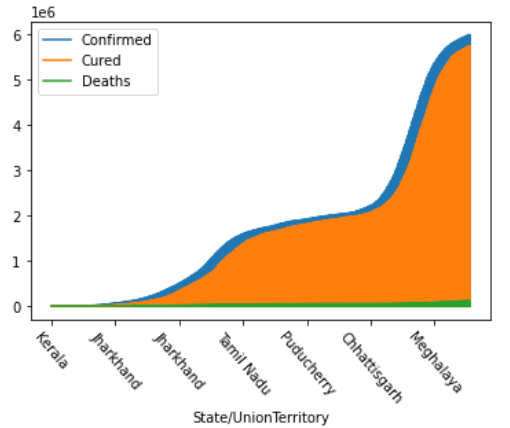 1e6
Confirmed
Cured
Deaths
6
5
4
3
2
1
0
Kerala
Jharkhand
Jharkhand
Tamil Nadu
Puducherry
Chhattisgarh
Meghalaya
State/UnionTerritory